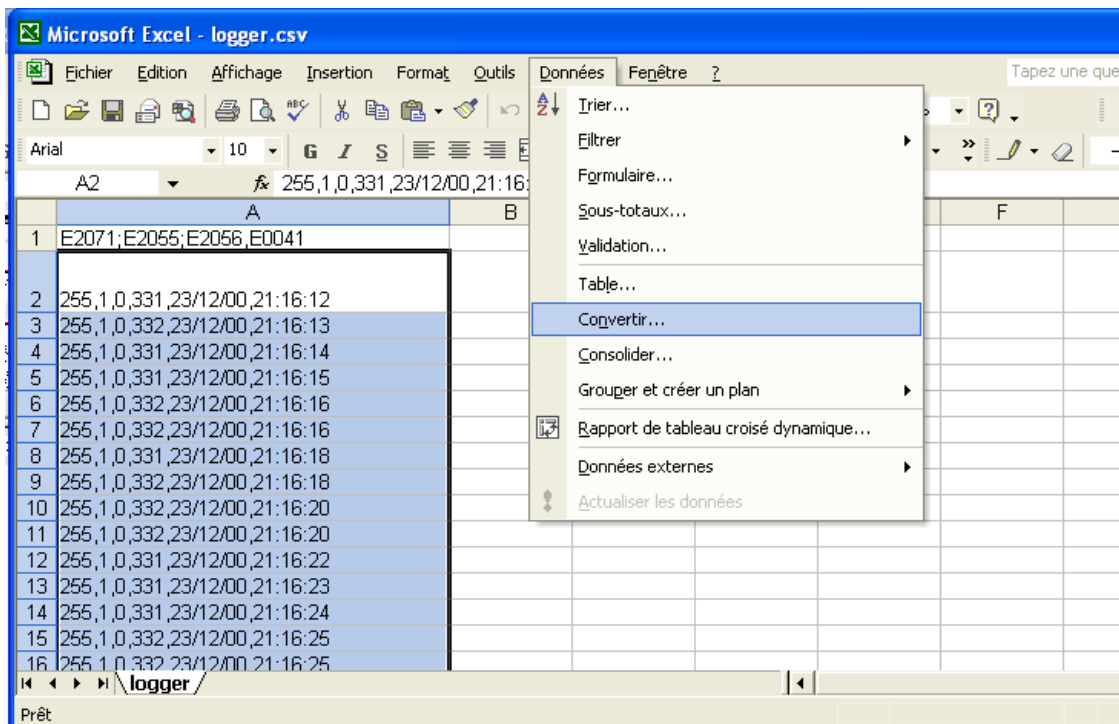 Microsoft Excel - logger.csv
Fichier Edition Affichage Insertion Format Outils Données Fenêtre ? Tapez une que
Arial 10 G I S
A2 fx 255,1,0,331,23/12/00,21:16:
A B F
1 E2071;E2055;E2056,E0041
2 255,1,0,331,23/12/00,21:16:12
3 255,1,0,332,23/12/00,21:16:13
4 255,1,0,331,23/12/00,21:16:14
5 255,1,0,331,23/12/00,21:16:15
6 255,1,0,332,23/12/00,21:16:16
7 255,1,0,332,23/12/00,21:16:16
8 255,1,0,331,23/12/00,21:16:18
9 255,1,0,332,23/12/00,21:16:18
10 255,1,0,331,23/12/00,21:16:20
11 255,1,0,332,23/12/00,21:16:20
12 255,1,0,331,23/12/00,21:16:22
13 255,1,0,331,23/12/00,21:16:23
14 255,1,0,331,23/12/00,21:16:24
15 255,1,0,332,23/12/00,21:16:25
16 255,1,0,332,23/12/00,21:16:25
Trier...
Filtrer
Formulaire...
Sous-totaux...
Validation...
Table...
Convertir...
Consolider...
Grouper et créer un plan
Rapport de tableau croisé dynamique...
Données externes
Actualiser les données
logger
Prêt